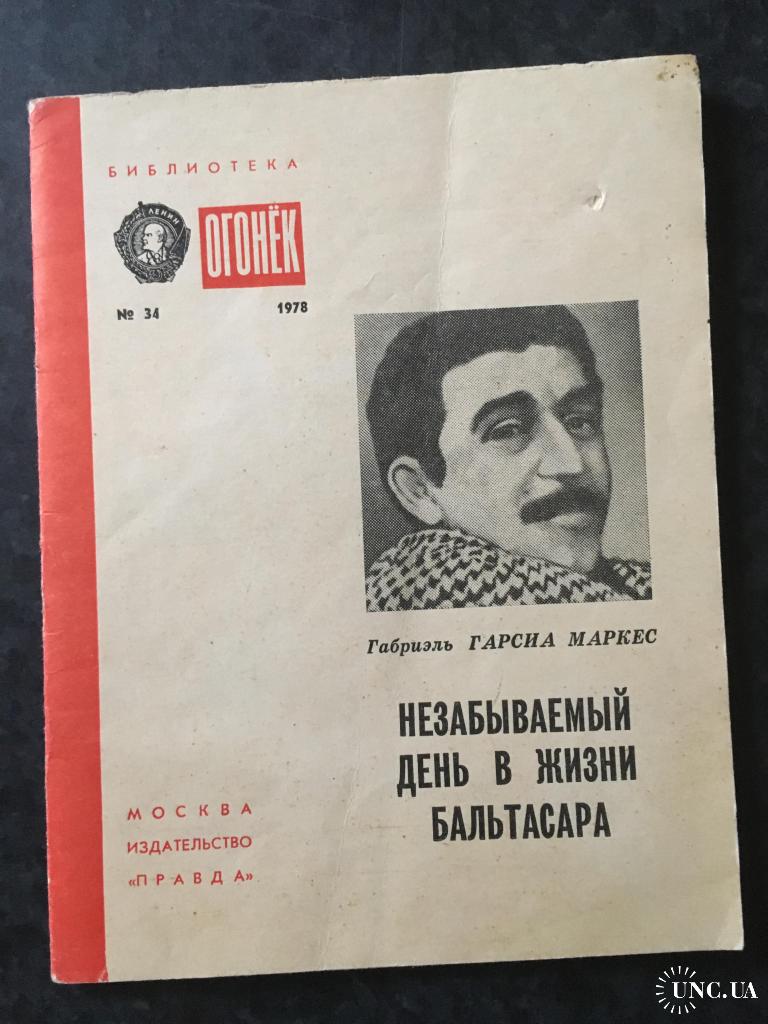 БИБЛИОТЕКА
ЛЕНИН
ОГОНЁК
№ 34
1978
Габриэль ГАРСИА МАРКЕС
НЕЗАБЫВАЕМЫЙ
ДЕНЬ В ЖИЗНИ
БАЛЬТАСАРА
МОСКВА
ИЗДАТЕЛЬСТВО
«ПРАВДА»
UNC.UA